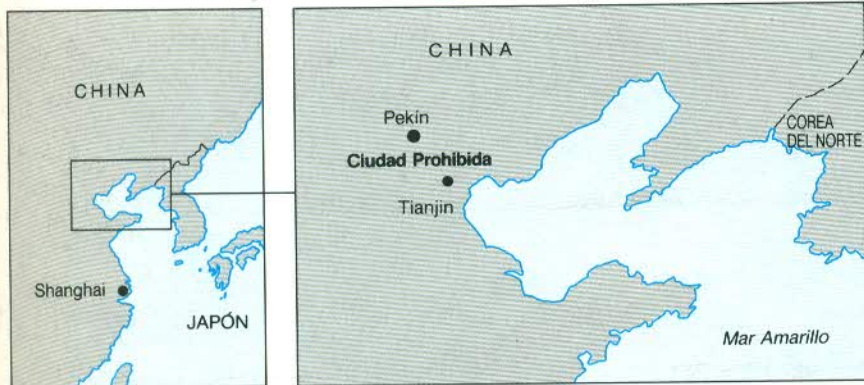 CHINA
Shanghai
JAPÓN
CHINA
Pekín
Ciudad Prohibida
Tianjin
COREA
DEL NORTE
Mar Amarillo